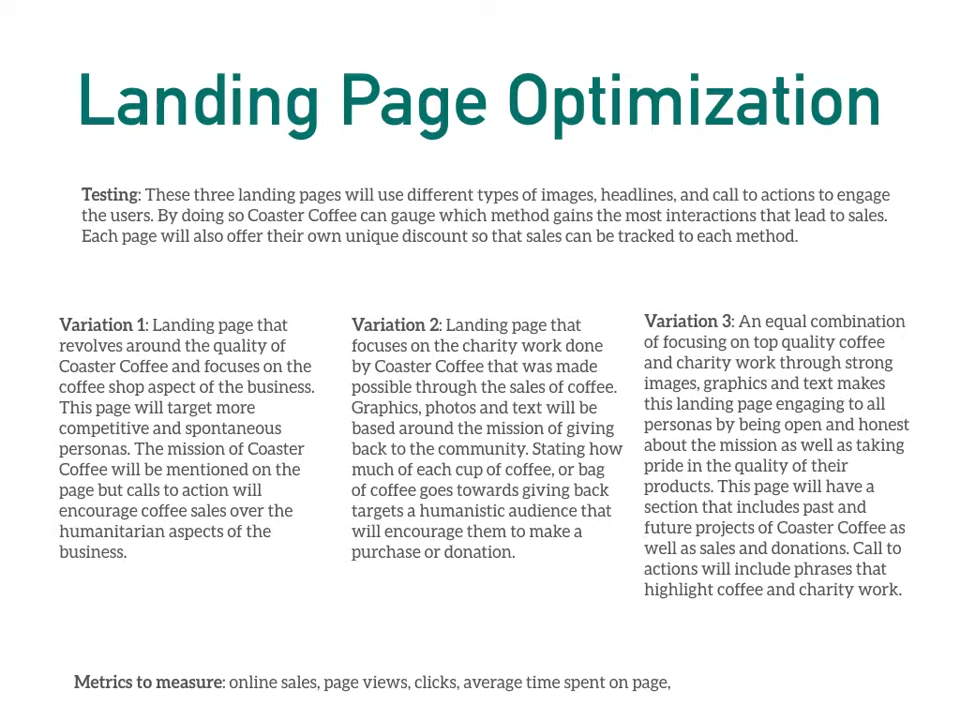 Landing Page Optimization
Testing: These three landing pages will use different types of images, headlines, and call to actions to engage
the users. By doing so Coaster Coffee can gauge which method gains the most interactions that lead to sales.
Each page will also offer their own unique discount so that sales can be tracked to each method.
Variation 1: Landing page that
revolves around the quality of
Coaster Coffee and focuses on the
coffee shop aspect of the business.
This page will target more
competitive and spontaneous
personas. The mission of Coaster
Coffee will be mentioned on the
page but calls to action will
encourage coffee sales over the
humanitarian aspects of the
business.
Variation 2: Landing page that
focuses on the charity work done
by Coaster Coffee that was made
possible through the sales of coffee.
Graphics, photos and text will be
based around the mission of giving
back to the community. Stating how
much of each cup of coffee, or bag
of coffee goes towards giving back
targets a humanistic audience that
will encourage them to make a
purchase or donation.
Variation 3: An equal combination
of focusing on top quality coffee
and charity work through strong
images, graphics and text makes
this landing page engaging to all
personas by being open and honest
about the mission as well as taking
pride in the quality of their
products. This page will have a
section that includes past and
future projects of Coaster Coffee as
well as sales and donations. Call to
actions will include phrases that
highlight coffee and charity work.
Metrics to measure: online sales, page views, clicks, average time spent on page,